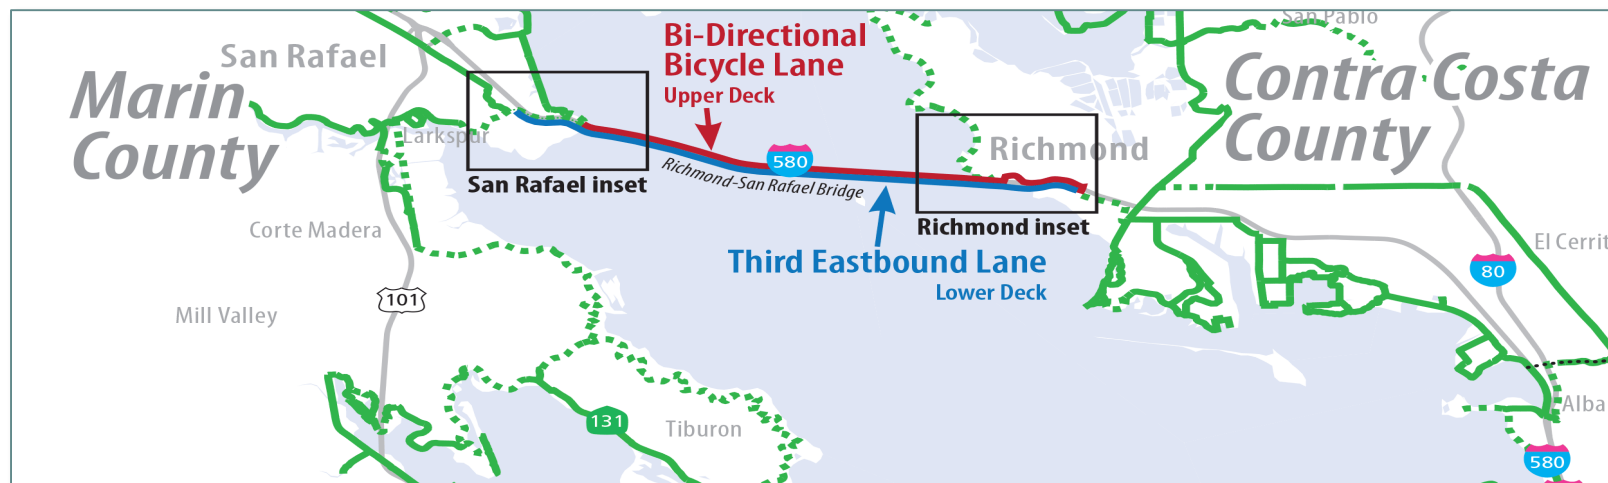 San Pablo
Bi-Directional
Bicycle Lane
Upper Deck
San Rafael
Marin
County
Contra Costa
County
Larkspur
Richmond
580
Richmond–San Rafael Bridge
San Rafael inset
Richmond inset
Corte Madera
Third Eastbound Lane
Lower Deck
El Cerrit
80
101
Mill Valley
131
Tiburon
Alba
580